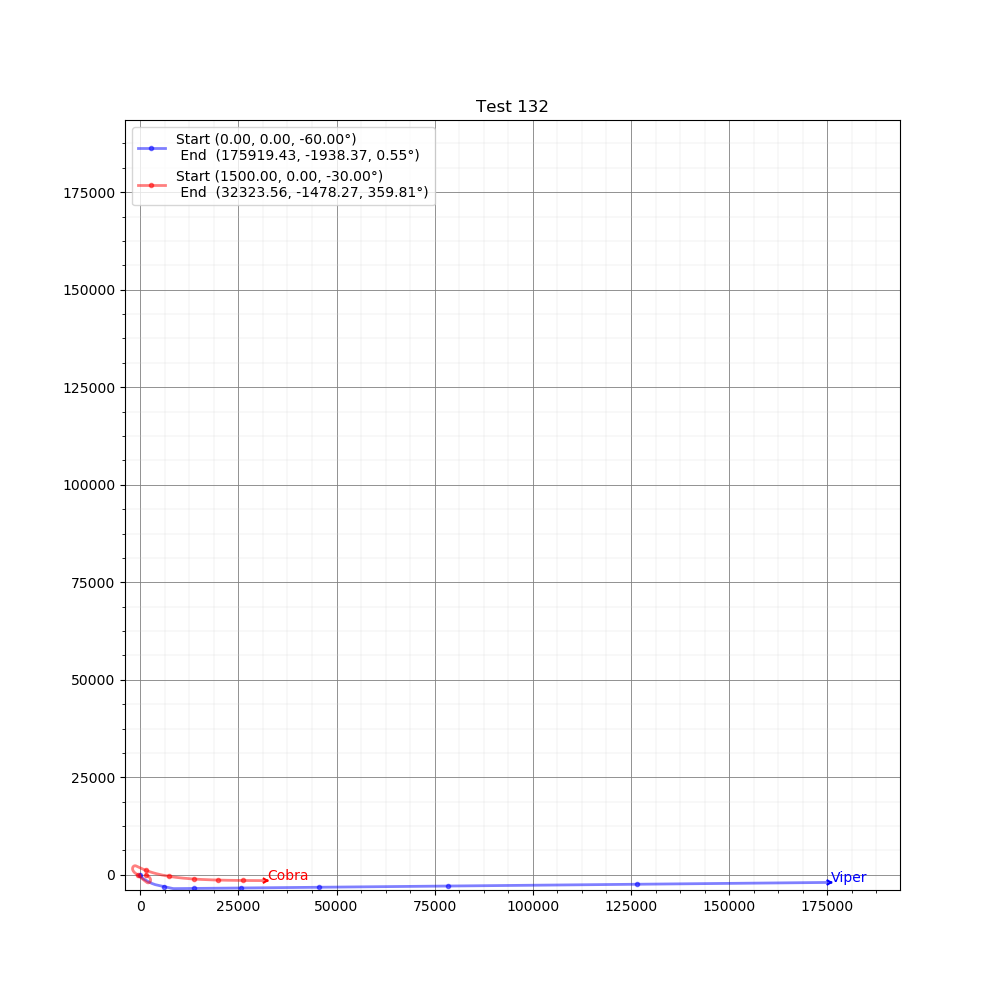 Test 132
Start (0.00, 0.00, -60.00°)
End (175919.43, -1938.37, 0.55°)
Start (1500.00, 0.00, -30.00°)
End (32323.56, -1478.27, 359.81°)
175000
150000
125000
100000
75000
50000
25000
0
Cobra
Viper
0 25000 50000 75000 100000 125000 150000 175000